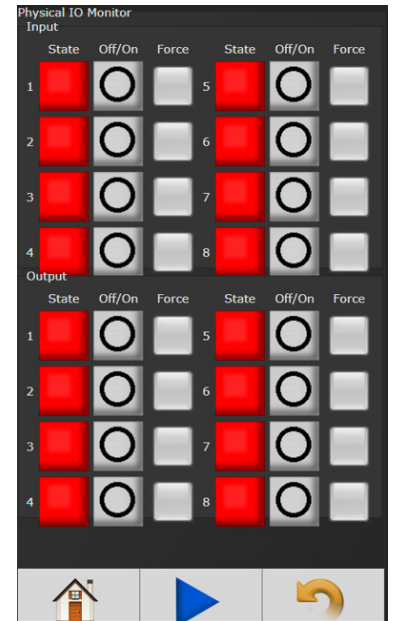 Physical IO Monitor
Input
State Off/On Force State Off/On Force
1 5
2 6
3 7
4 8
Output
State Off/On Force State Off/On Force
1 5
2 6
3 7
4 8